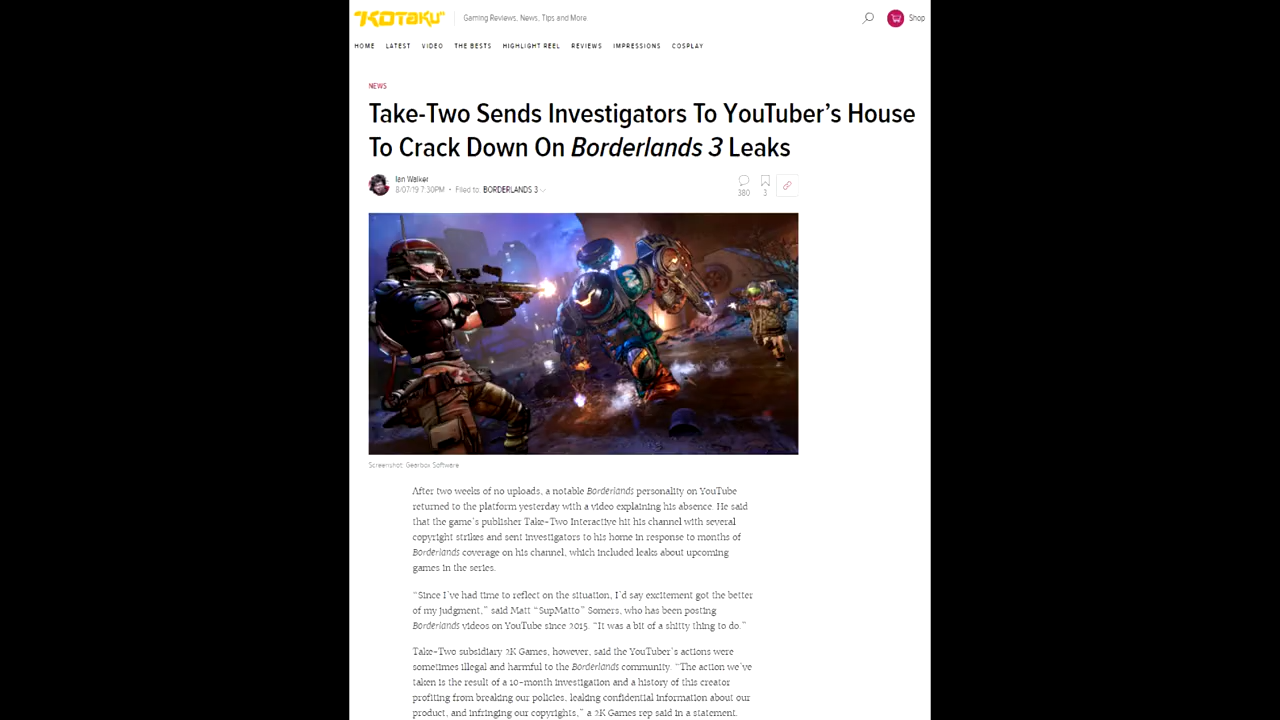 KOTAKU
Gaming Reviews, News, Tips and More
Shop
HOME LATEST VIDEO THE BESTS HIGHLIGHT REEL REVIEWS IMPRESSIONS COSPLAY
NEWS
Take-Two Sends Investigators To YouTuber’s House
To Crack Down On Borderlands 3 Leaks
Ian Walker
8/07/19 7:30PM • Filed to: BORDERLANDS 3
380
3
Screenshot: Gearbox Software
After two weeks of no uploads, a notable Borderlands personality on YouTube
returned to the platform yesterday with a video explaining his absence. He said
that the game’s publisher Take-Two Interactive hit his channel with several
copyright strikes and sent investigators to his home in response to months of
Borderlands coverage on his channel, which included leaks about upcoming
games in the series.
“Since I’ve had time to reflect on the situation, I’d say excitement got the better
of my judgment,” said Matt “SupMatto” Somers, who has been posting
Borderlands videos on YouTube since 2015. “It was a bit of a shitty thing to do.”
Take-Two subsidiary 2K Games, however, said the YouTuber’s actions were
sometimes illegal and harmful to the Borderlands community. “The action we’ve
taken is the result of a 10-month investigation and a history of this creator
profiting from breaking our policies, leaking confidential information about our
product, and infringing our copyrights,” a 2K Games rep said in a statement.